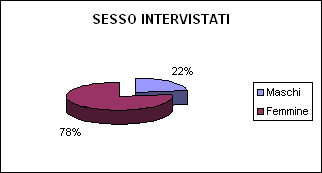 SESSO INTERVISTATI
22%
Maschi
Femmine
78%